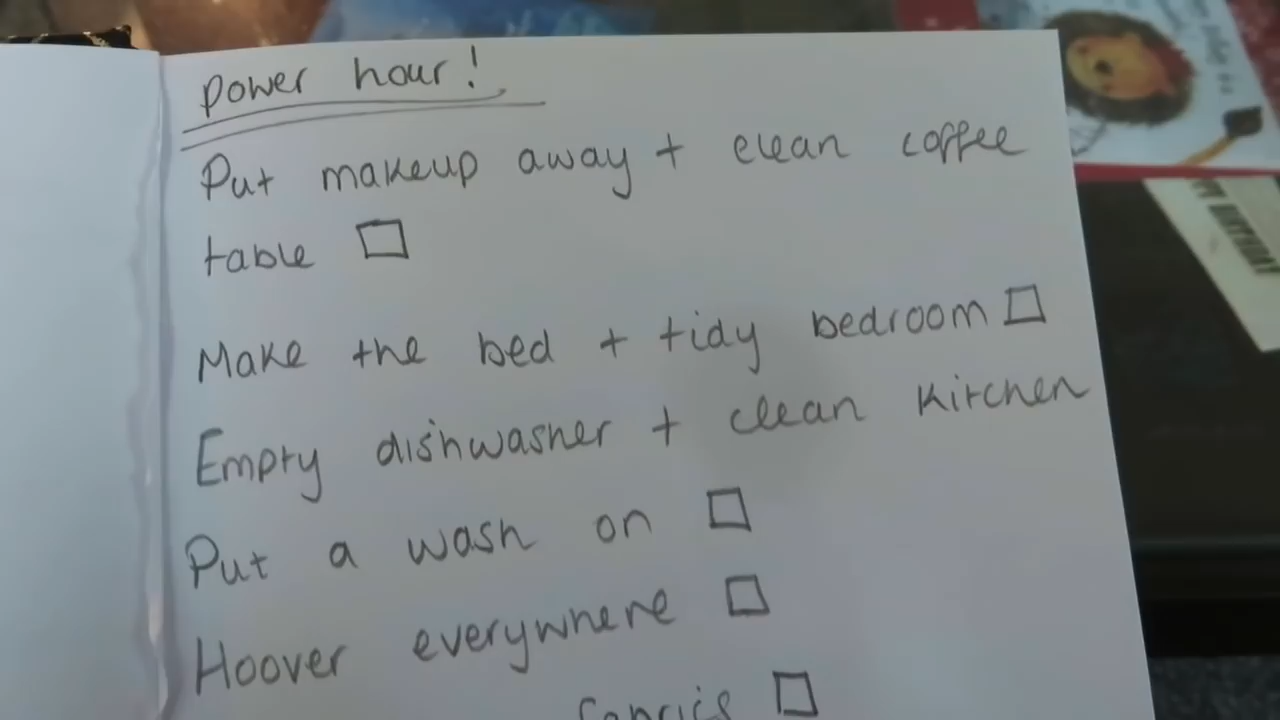 power hour!
Put makeup away + clean coffee
table
Make the bed + tidy bedroom
Empty dishwasher + clean kitchen
Put a wash on
Hoover everywhere
BIRTHDAY